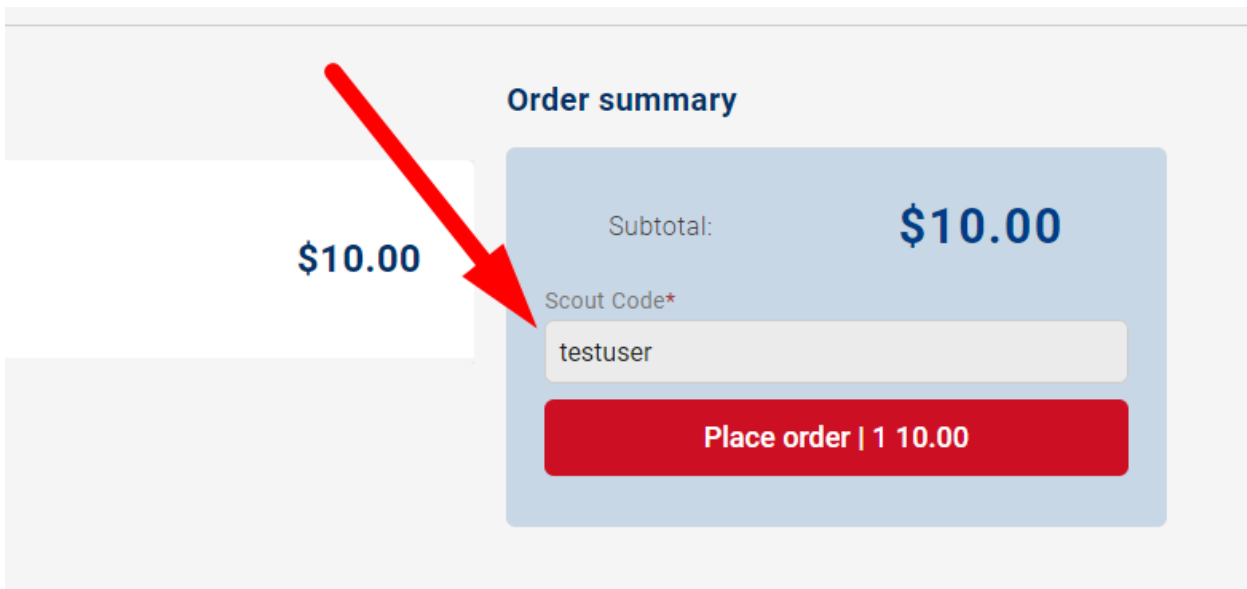 Order summary
$10.00
Subtotal: $10.00
Scout Code*
testuser
Place order | 1 10.00